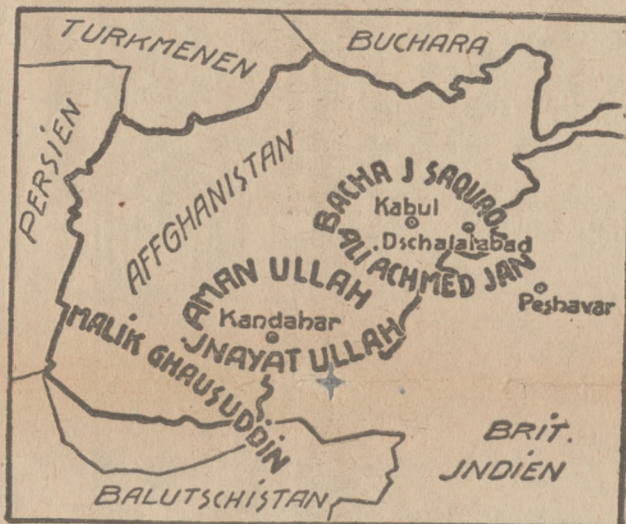 TURKMENEN
BUCHARA
PERSIEN
AFFGHANISTAN
BACHA J SAQUAO
Kabul
Dschalalabad
ALI ACHMED JAN
Peshavar
AMAN ULLAH
Kandahar
JNAYAT ULLAH
MALIK GHAUSUDDIN
BRIT.
JNDIEN
BALUTSCHISTAN